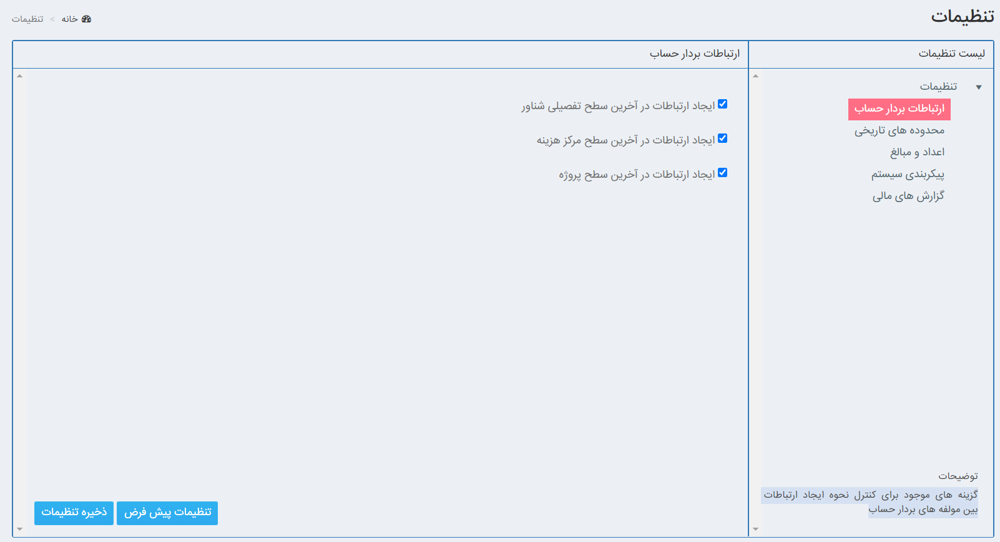 تنظیمات
خانه > تنظیمات
لیست تنظیمات
تنظیمات
ارتباطات بردار حساب
محدوده های تاریخی
اعداد و مبالغ
پیکربندی سیستم
گزارش های مالی
توضیحات
گزینه های موجود برای کنترل نحوه ایجاد ارتباطات
بین مولفه های بردار حساب
ارتباطات بردار حساب
ایجاد ارتباطات در آخرین سطح تفصیلی شناور
ایجاد ارتباطات در آخرین سطح مرکز هزینه
ایجاد ارتباطات در آخرین سطح پروژه
تنظیمات پیش فرض
ذخیره تنظیمات